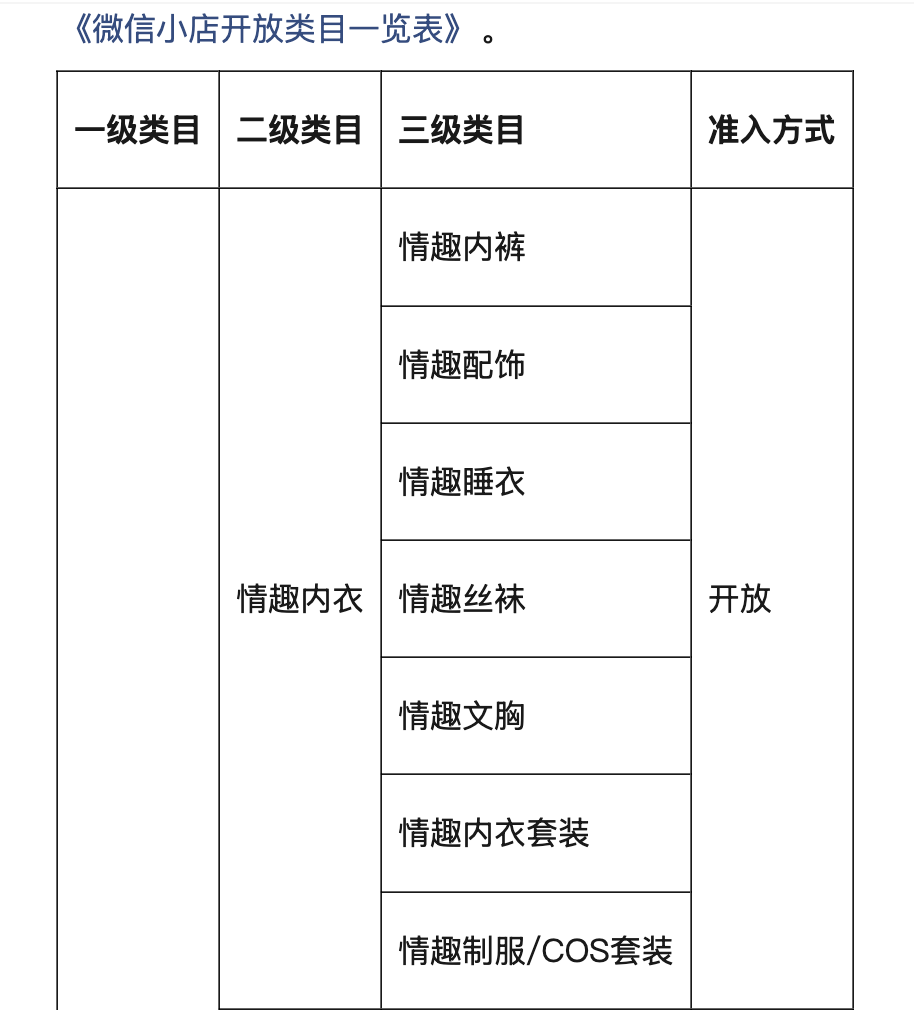 《微信小店开放类目一览表》 。
一级类目 二级类目 三级类目 准入方式
情趣内裤
情趣配饰
情趣睡衣
情趣内衣 情趣丝袜 开放
情趣文胸
情趣内衣套装
情趣制服/COS套装